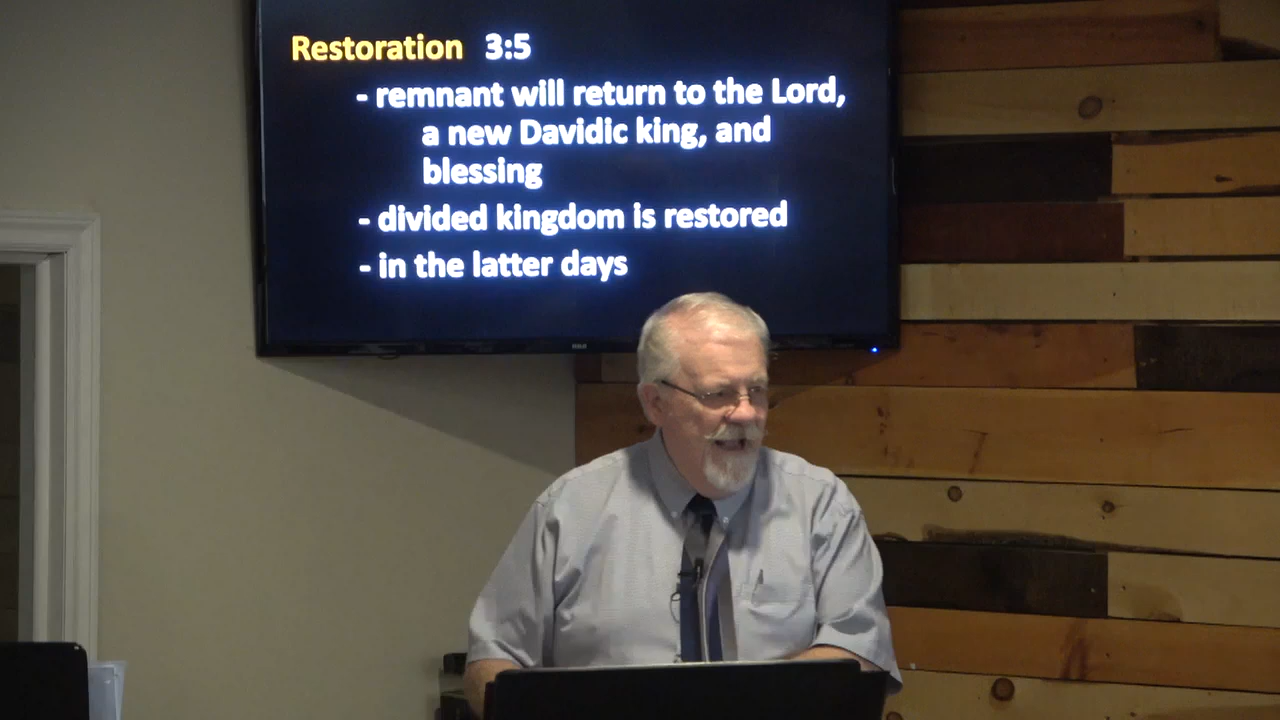 Restoration 3:5
- remnant will return to the Lord,
a new Davidic king, and
blessing
- divided kingdom is restored
- in the latter days
RCA